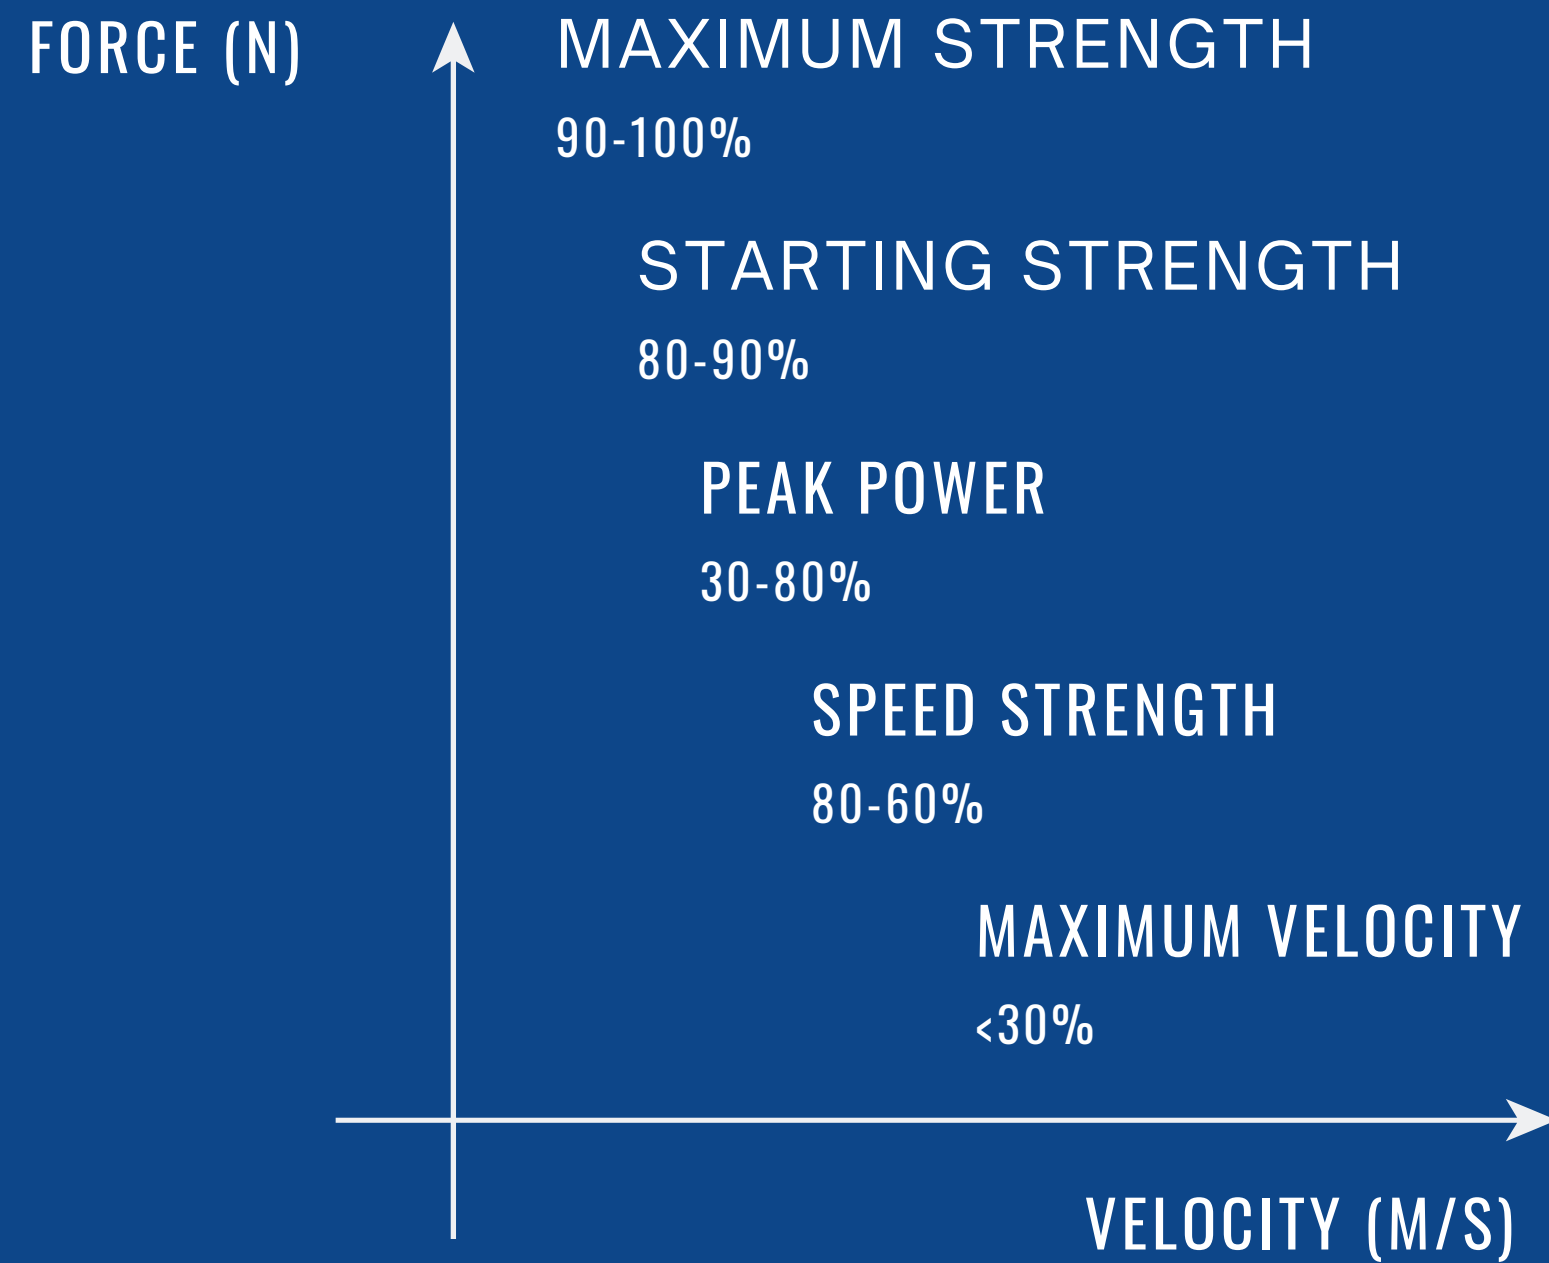 FORCE (N)
MAXIMUM STRENGTH
90-100%
STARTING STRENGTH
80-90%
PEAK POWER
30-80%
SPEED STRENGTH
80-60%
MAXIMUM VELOCITY
<30%
VELOCITY (M/S)